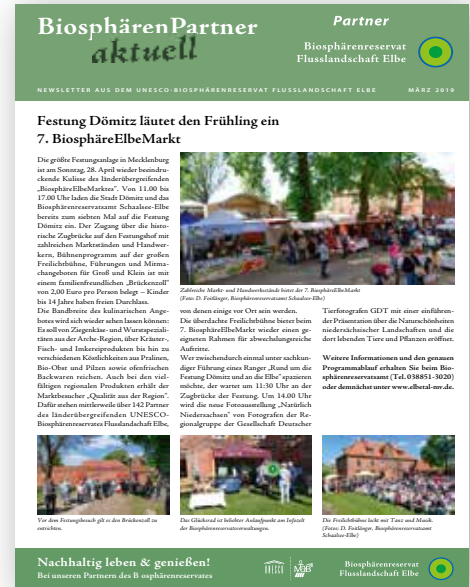 BiosphärenPartner
aktuell
Partner
Biosphärenreservat
Flusslandschaft Elbe
NEWSLETTER AUS DEM UNESCO-BIOSPHÄRENRESERVAT FLUSSLANDSCHAFT ELBE MÄRZ 2019
Festung Dömitz läutet den Frühling ein
7. BiosphäreElbeMarkt
Die größte Festungsanlage in Mecklenburg
ist am Sonntag, 28. April wieder beeindru-
ckende Kulisse des länderübergreifenden
„BiosphäreElbeMarktes". Von 11.00 bis
17.00 Uhr laden die Stadt Dömitz und das
Biosphärenreservatsamt Schaalsee-Elbe
bereits zum siebten Mal auf die Festung
Dömitz ein. Der Zugang über die histo-
rische Zugbrücke auf den Festungshof mit
zahlreichen Marktständen und Handwer-
kern, Bühnenprogramm auf der großen
Freilichtbühne, Führungen und Mitma-
changeboten für Groß und Klein ist mit
einem familienfreundlichen „Brückenzoll"
von 2,00 Euro pro Person belegt – Kinder
bis 14 Jahre haben freien Durchlass.
Die Bandbreite des kulinarischen Ange-
botes wird sich wieder sehen lassen können:
Es soll von Ziegenkäse- und Wurstspeziali-
täten aus der Arche-Region, über Kräuter-,
Fisch- und Imkereiprodukten bis hin zu
verschiedenen Köstlichkeiten aus Pralinen,
Bio-Obst und Pilzen sowie ofenfrischen
Backwaren reichen. Auch bei den viel-
fältigen regionalen Produkten erhält der
Marktbesucher „Qualität aus der Region".
Dafür stehen mittlerweile über 142 Partner
des länderübergreifenden UNESCO-
Biosphärenreservates Flusslandschaft Elbe,
Zahlreiche Markt- und Handwerkstände bietet der 7. BiosphäreElbeMarkt
(Foto: D. Foitlänger, Biosphärenreservatsamt Schaalsee-Elbe)
von denen einige vor Ort sein werden.
Die überdachte Freilichtbühne bietet beim
7. BiosphäreElbeMarkt wieder einen ge-
eigneten Rahmen für abwechslungsreiche
Auftritte.
Wer zwischendurch einmal unter sachkun-
diger Führung eines Ranger „Rund um die
Festung Dömitz und an die Elbe" spazieren
möchte, der wartet um 11:30 Uhr an der
Zugbrücke der Festung. Um 14.00 Uhr
wird die neue Fotoausstellung „Natürlich
Niedersachsen" von Fotografen der Re-
gionalgruppe der Gesellschaft Deutscher
Tierfotografen GDT mit einer einführen-
der Präsentation über die Naturschönheiten
niedersächsischer Landschaften und die
dort lebenden Tiere und Pflanzen eröffnet.
Weitere Informationen und den genauen
Programmablauf erhalten Sie beim Bio-
sphärenreservatsamt (Tel. 038851-3020)
oder demnächst unter www.elbetal-mv.de.
Vor dem Festungsbesuch gilt es den Brückenzoll zu
entrichten.
Das Glücksrad ist beliebter Anlaufpunkt am Infozelt
der Biosphärenreservatsverwaltungen.
Die Freilichtbühne lockt mit Tanz und Musik.
(Fotos: D. Foitlänger, Biosphärenreservatsamt
Schaalsee-Elbe)
Nachhaltig leben & genießen!
Bei unseren Partnern des B osphärenreservates
UNESCO
MaB
Biosphärenreservat
Flusslandschaft Elbe